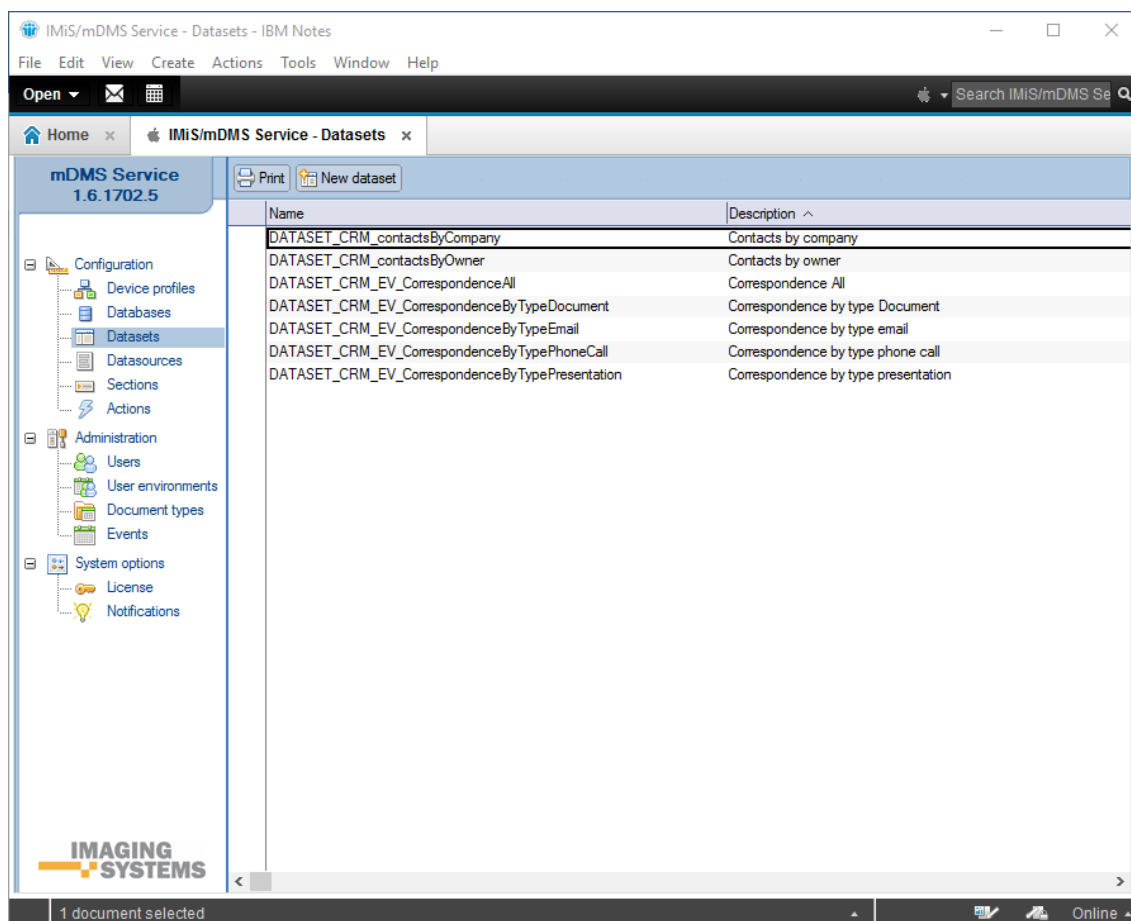 IMiS/mDMS Service - Datasets - IBM Notes
File Edit View Create Actions Tools Window Help
Open Search IMiS/mDMS Se
Home IMiS/mDMS Service - Datasets
mDMS Service
1.6.1702.5
Print New dataset
Name Description
DATASET_CRM_contactsByCompany Contacts by company
DATASET_CRM_contactsByOwner Contacts by owner
DATASET_CRM_EV_CorrespondenceAll Correspondence All
DATASET_CRM_EV_CorrespondenceByTypeDocument Correspondence by type Document
DATASET_CRM_EV_CorrespondenceByTypeEmail Correspondence by type email
DATASET_CRM_EV_CorrespondenceByTypePhoneCall Correspondence by type phone call
DATASET_CRM_EV_CorrespondenceByTypePresentation Correspondence by type presentation
Configuration
Device profiles
Databases
Datasets
Datasources
Sections
Actions
Administration
Users
User environments
Document types
Events
System options
License
Notifications
IMAGING
SYSTEMS
1 document selected Online